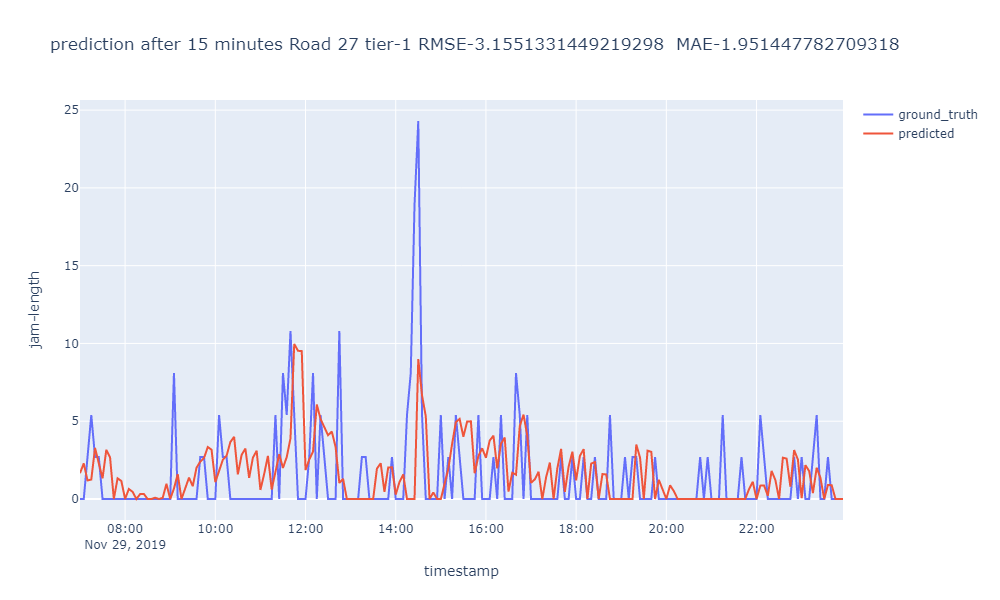 prediction after 15 minutes Road 27 tier-1 RMSE-3.1551331449219298  MAE-1.951447782709318
ground_truth
predicted
25
20
15
10
5
0
jam-length
08:00 10:00 12:00 14:00 16:00 18:00 20:00 22:00
Nov 29, 2019
timestamp